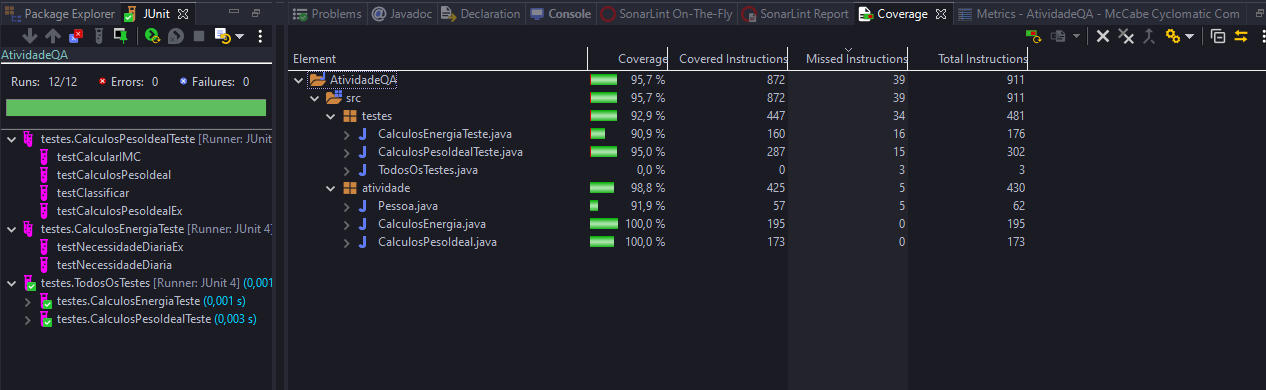 Package Explorer JUnit
AtividadeQA
Runs: 12/12 Errors: 0 Failures: 0
testes.CalculosPesoIdealTeste [Runner: JUnit
testCalcularIMC
testCalculosPesoIdeal
testClassificar
testCalculosPesoIdealEx
testes.CalculosEnergiaTeste [Runner: JUnit 4]
testNecessidadeDiariaEx
testNecessidadeDiaria
testes.TodosOsTestes [Runner: JUnit 4] (0,001
testes.CalculosEnergiaTeste (0,001 s)
testes.CalculosPesoIdealTeste (0,003 s)
Problems Javadoc Declaration Console SonarLint On-The-Fly SonarLint Report Coverage Metrics - AtividadeQA - McCabe Cyclomatic Com
Element Coverage Covered Instructions Missed Instructions Total Instructions
AtividadeQA 95,7 % 872 39 911
src 95,7 % 872 39 911
testes 92,9 % 447 34 481
CalculosEnergiaTeste.java 90,9 % 160 16 176
CalculosPesoIdealTeste.java 95,0 % 287 15 302
TodosOsTestes.java 0,0 % 0 3 3
atividade 98,8 % 425 5 430
Pessoa.java 91,9 % 57 5 62
CalculosEnergia.java 100,0 % 195 0 195
CalculosPesoIdeal.java 100,0 % 173 0 173